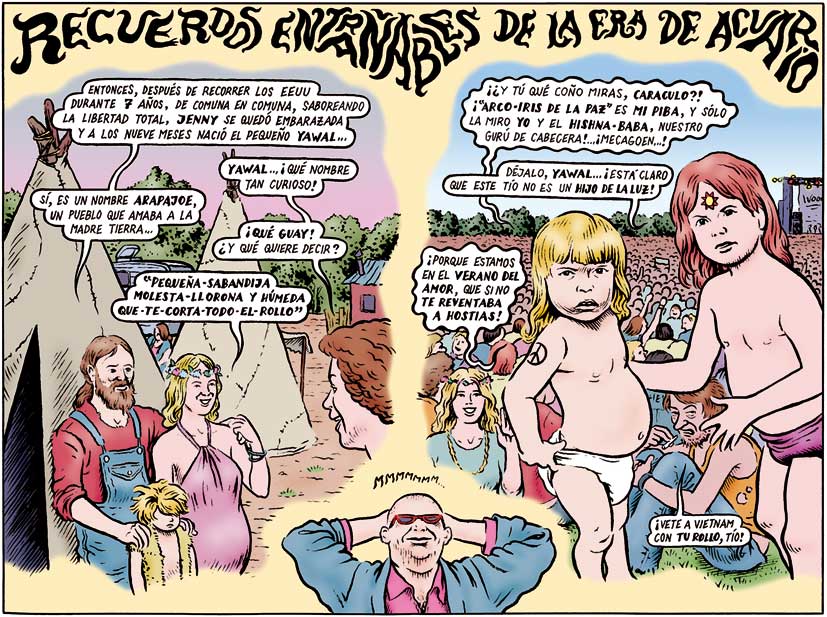 RECUERDOS ENTRAÑABLES DE LA ERA DE ACUARIO
ENTONCES, DESPUÉS DE RECORRER LOS EEUU
DURANTE 7 AÑOS, DE COMUNA EN COMUNA, SABOREANDO
LA LIBERTAD TOTAL, JENNY SE QUEDÓ EMBARAZADA
Y A LOS NUEVE MESES NACIÓ EL PEQUEÑO YAWAL...
YAWAL..., ¡QUÉ NOMBRE
TAN CURIOSO!
SÍ, ES UN NOMBRE ARAPAJOE,
UN PUEBLO QUE AMABA A LA
MADRE TIERRA...
¡QUÉ GUAY!
¿Y QUÉ QUIERE DECIR?
"PEQUEÑA-SABANDIJA
MOLESTA-LLORONA Y HÚMEDA
QUE-TE-CORTA-TODO-EL-ROLLO"
¡¿Y TÚ QUÉ COÑO MIRAS, CARACULO?!
¡"ARCO-IRIS DE LA PAZ" ES MI PIBA, Y SÓLO
LA MIRO YO Y EL HISHNA-BABA, NUESTRO
GURÚ DE CABECERA!...¡MECAGOEN...!
DÉJALO, YAWAL...¡ESTÁ CLARO
QUE ESTE TÍO NO ES UN HIJO DE LA LUZ!
¡PORQUE ESTAMOS
EN EL VERANO DEL
AMOR, QUE SI NO
TE REVENTABA
A HOSTIAS!
WOO
¡VETE A VIETNAM
CON TU ROLLO, TÍO!
MMMMMMM...